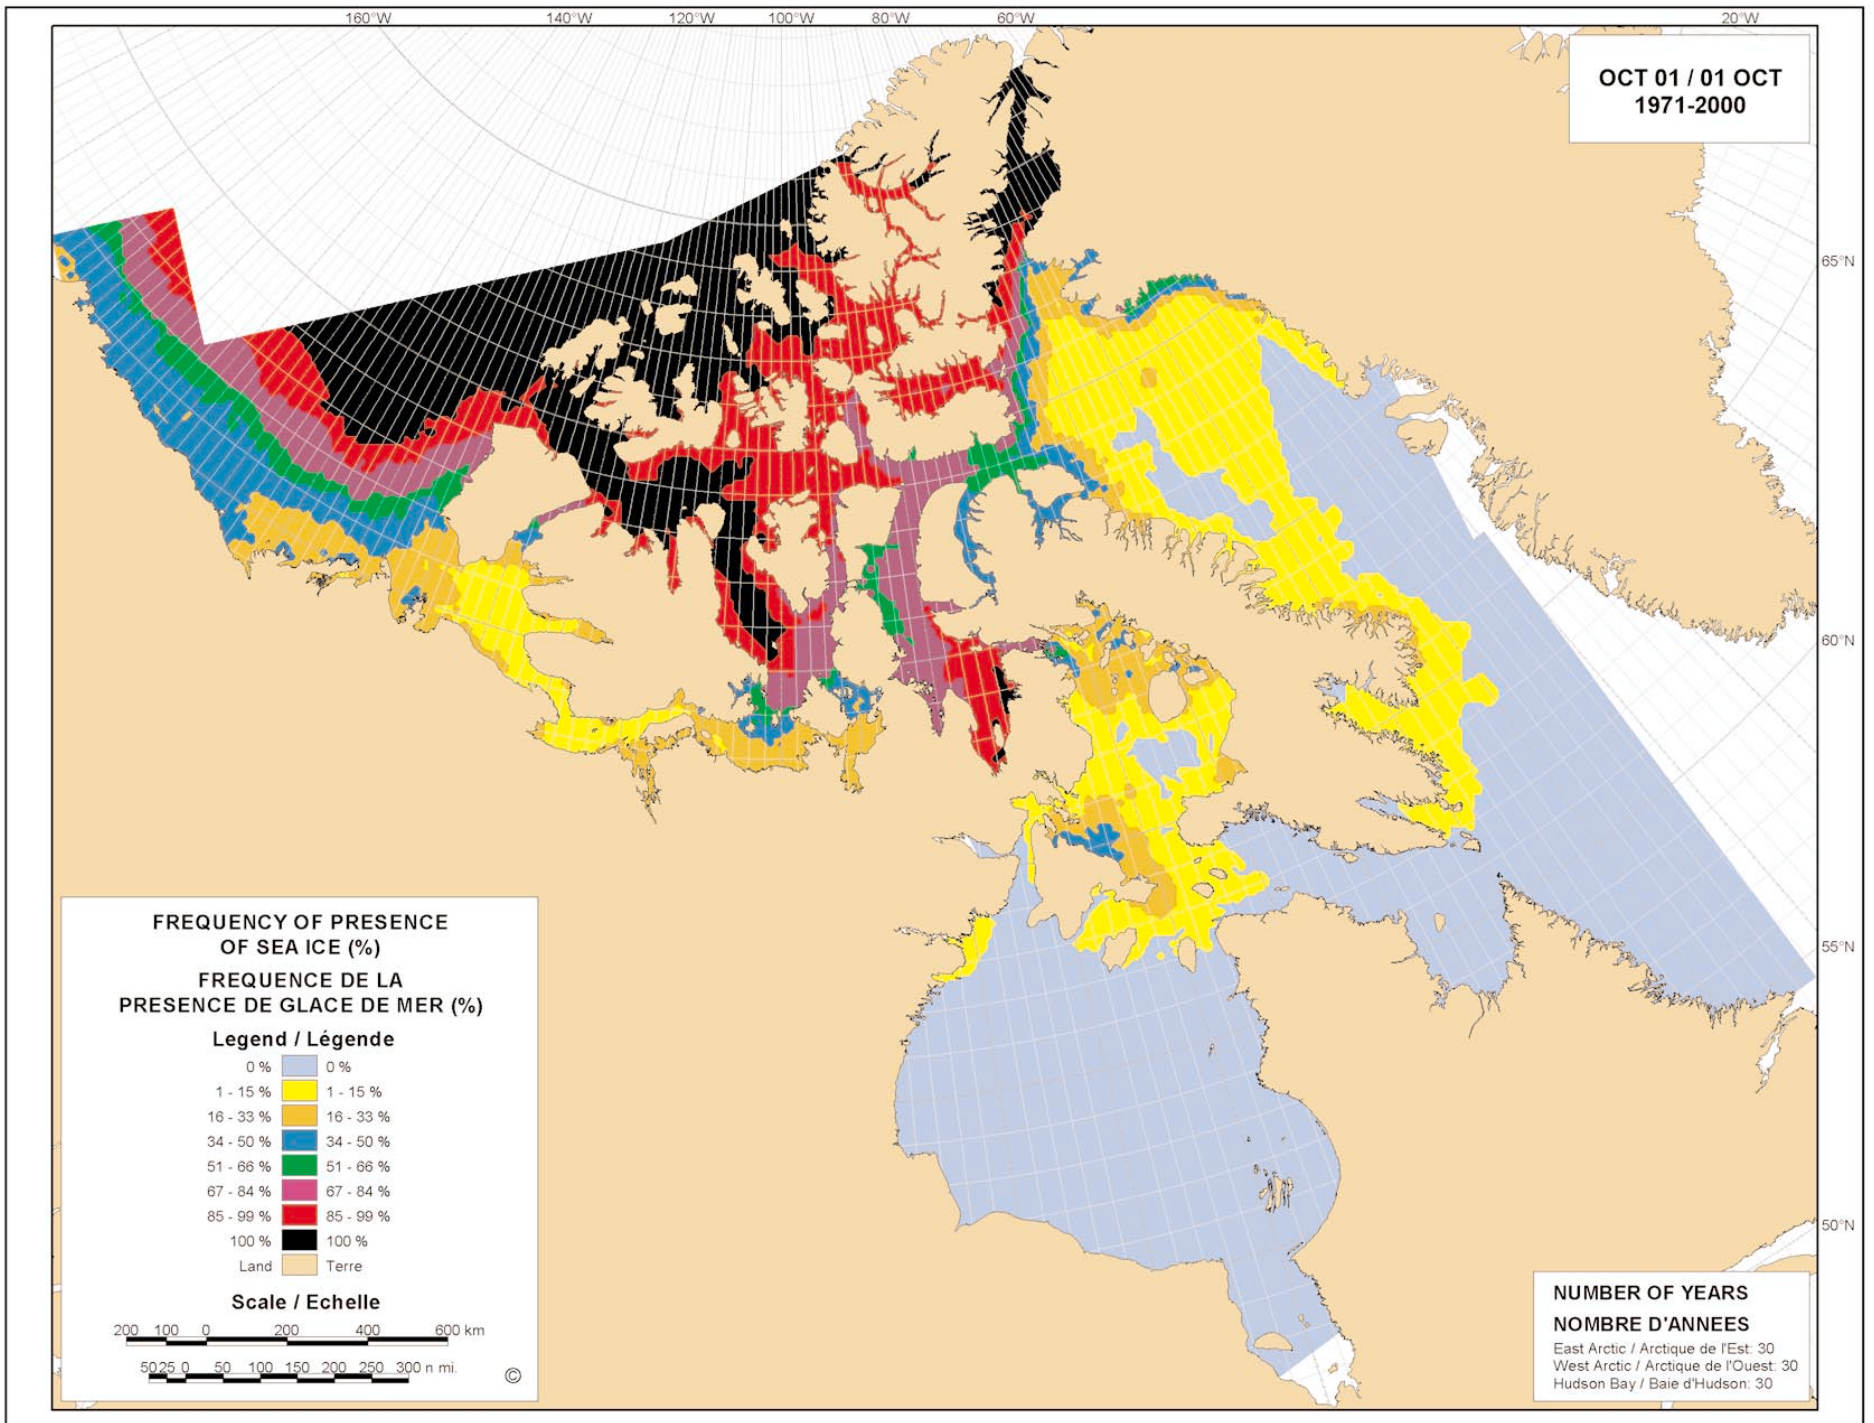 160°W 140°W 120°W 100°W 80°W 60°W 20°W
OCT 01 / 01 OCT
1971-2000
65°N
60°N
55°N
50°N
FREQUENCY OF PRESENCE
OF SEA ICE (%)
FREQUENCE DE LA
PRESENCE DE GLACE DE MER (%)
Legend / Légende
0 % 0 %
1 - 15 % 1 - 15 %
16 - 33 % 16 - 33 %
34 - 50 % 34 - 50 %
51 - 66 % 51 - 66 %
67 - 84 % 67 - 84 %
85 - 99 % 85 - 99 %
100 % 100 %
Land Terre
Scale / Echelle
200 100 0 200 400 600 km
50 25 0 50 100 150 200 250 300 n mi.
©
NUMBER OF YEARS
NOMBRE D'ANNEES
East Arctic / Arctique de l'Est: 30
West Arctic / Arctique de l'Ouest: 30
Hudson Bay / Baie d'Hudson: 30